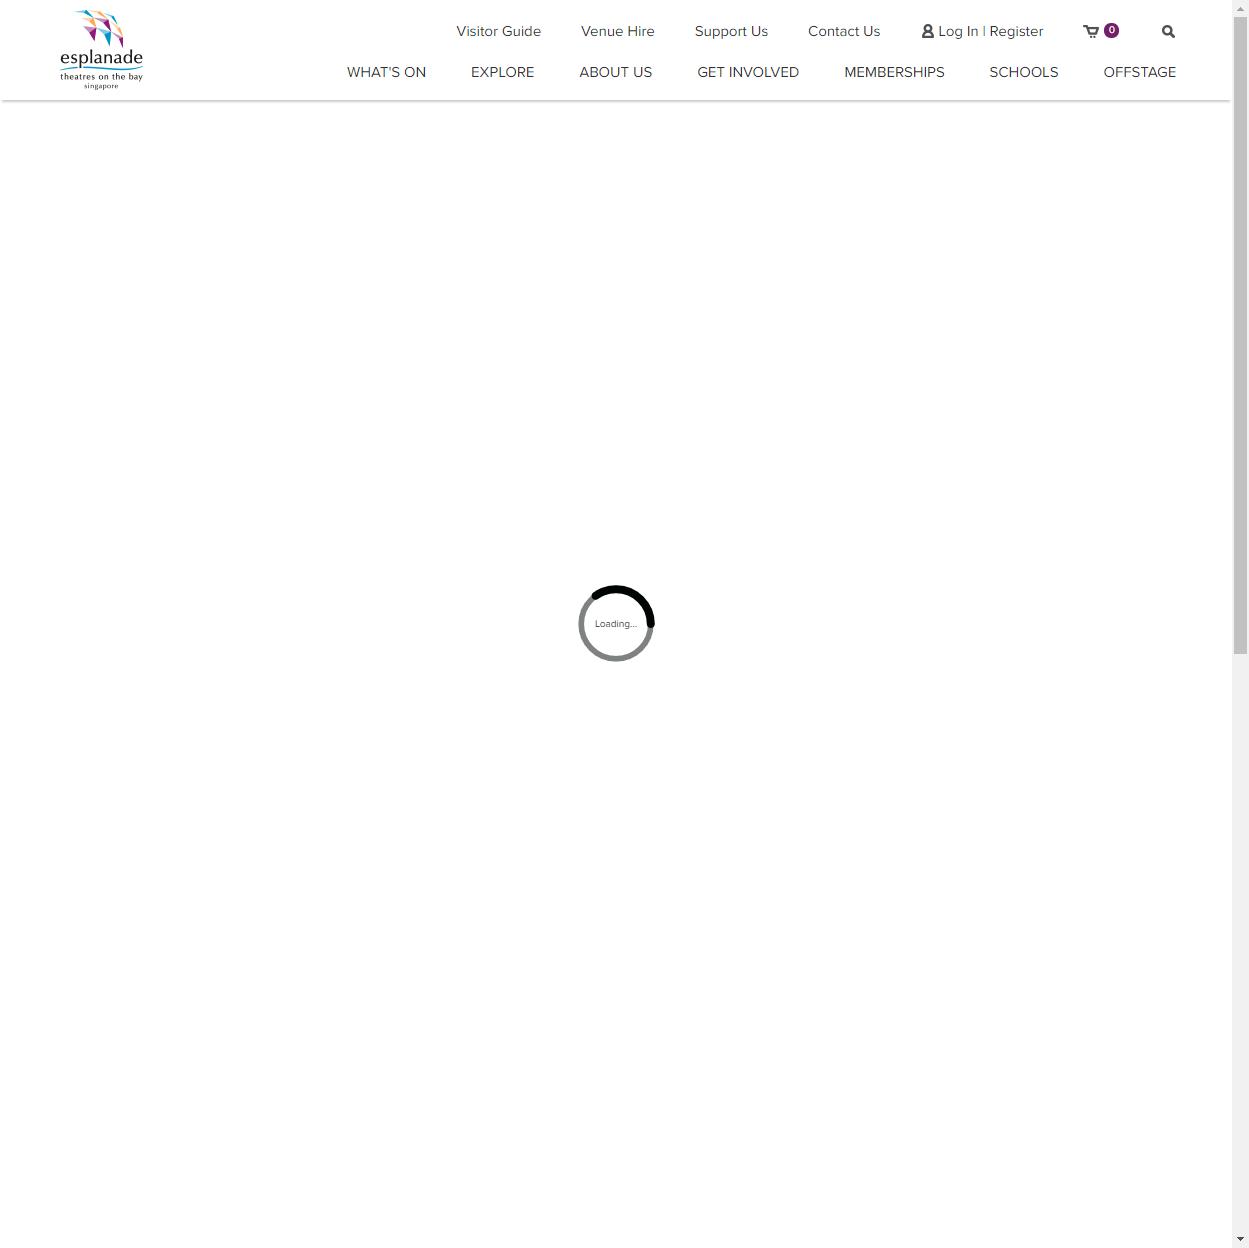 esplanade
theatres on the bay
singapore
Visitor Guide
Venue Hire
Support Us
Contact Us
Log In | Register
0
WHAT'S ON
EXPLORE
ABOUT US
GET INVOLVED
MEMBERSHIPS
SCHOOLS
OFFSTAGE
Loading...